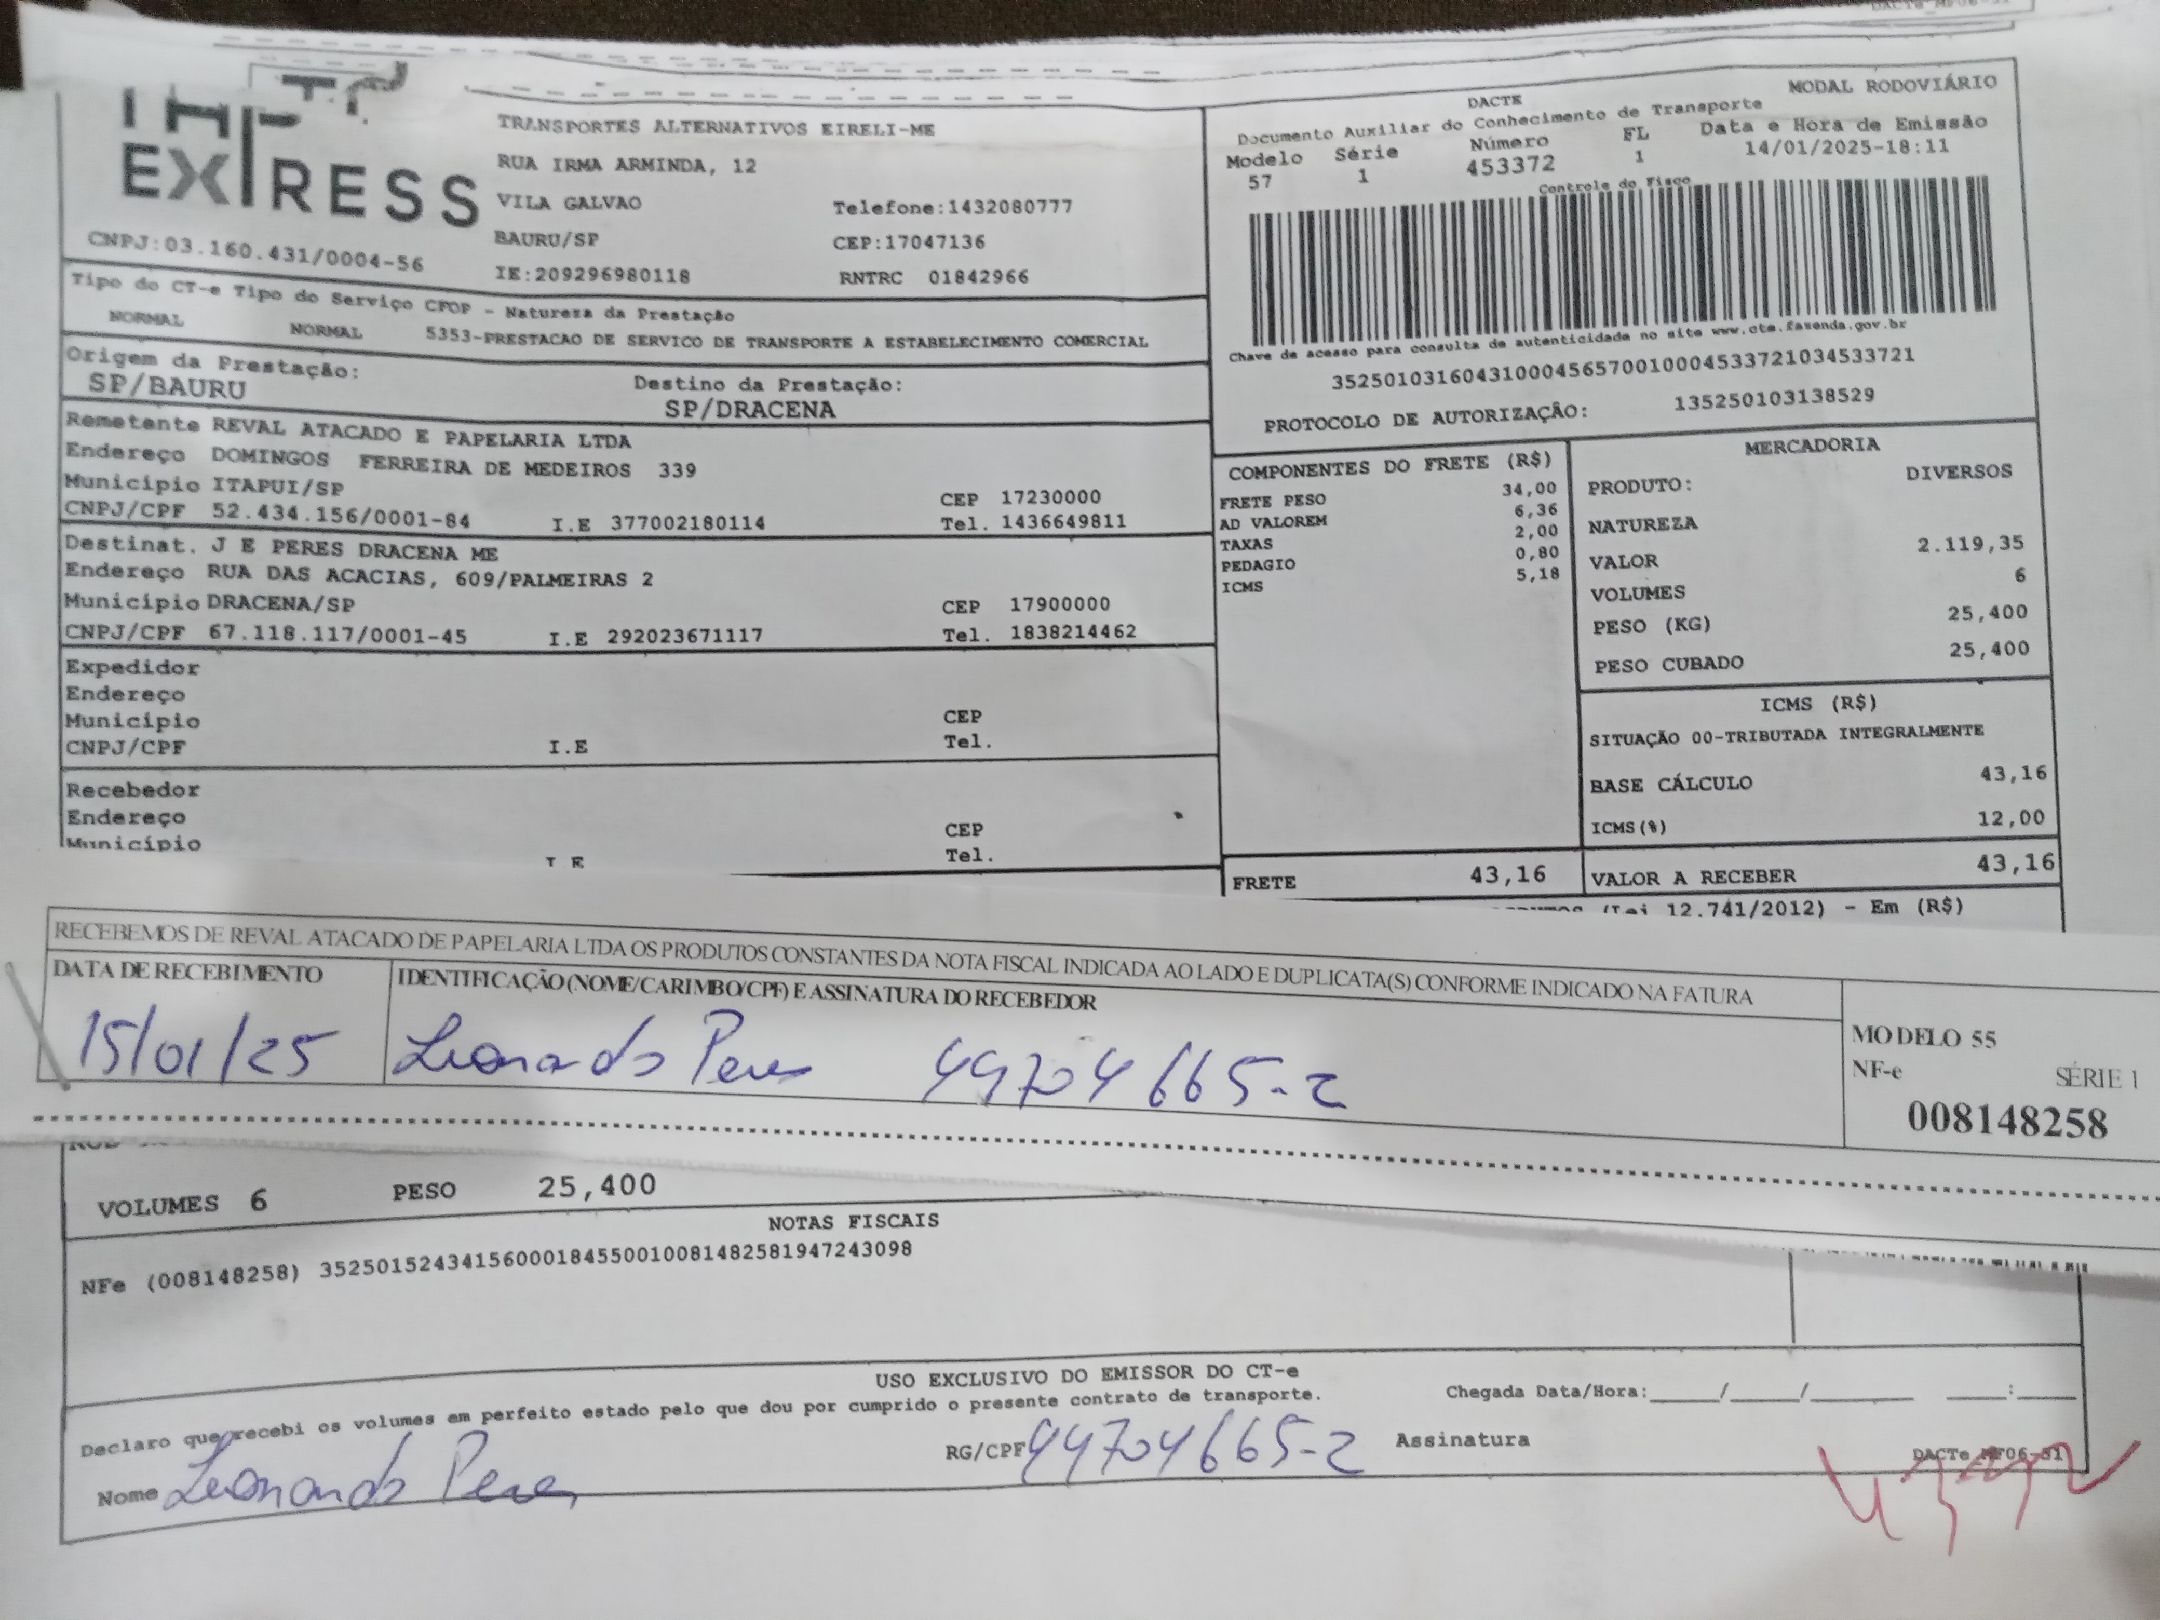 EXPRESS
CNPJ:03.160.431/0004-56
TRANSPORTES ALTERNATIVOS EIRELI-ME
RUA IRMA ARMINDA, 12
VILA GALVAO Telefone:1432080777
BAURU/SP CEP:17047136
IE:209296980118 RNTRC 01842966
MODAL RODOVIÁRIO
DACTE
Documento Auxiliar do Conhecimento de Transporte
Modelo Série Número FL Data e Hora de Emissão
57 1 453372 1 14/01/2025-18:11
Controle do Fisco
Chave de acesso para consulta de autenticidade no site www.cte.fazenda.gov.br
35250103160431000456570010004533721034533721
PROTOCOLO DE AUTORIZAÇÃO: 135250103138529
Tipo do CT-e Tipo do Serviço CFOP - Natureza da Prestação
NORMAL NORMAL 5353-PRESTACAO DE SERVICO DE TRANSPORTE A ESTABELECIMENTO COMERCIAL
Origem da Prestação: Destino da Prestação:
SP/BAURU SP/DRACENA
Remetente REVAL ATACADO E PAPELARIA LTDA
Endereço DOMINGOS FERREIRA DE MEDEIROS 339
Município ITAPUI/SP CEP 17230000
CNPJ/CPF 52.434.156/0001-84 I.E 377002180114 Tel. 1436649811
Destinat. J E PERES DRACENA ME
Endereço RUA DAS ACACIAS, 609/PALMEIRAS 2
Município DRACENA/SP CEP 17900000
CNPJ/CPF 67.118.117/0001-45 I.E 292023671117 Tel. 1838214462
Expedidor
Endereço
Município CEP
CNPJ/CPF I.E Tel.
Recebedor
Endereço
Município CEP
I E Tel.
COMPONENTES DO FRETE (R$)
FRETE PESO 34,00
AD VALOREM 6,36
TAXAS 2,00
PEDAGIO 0,80
ICMS 5,18
FRETE 43,16
MERCADORIA
PRODUTO: DIVERSOS
NATUREZA
VALOR 2.119,35
VOLUMES 6
PESO (KG) 25,400
PESO CUBADO 25,400
ICMS (R$)
SITUAÇÃO 00-TRIBUTADA INTEGRALMENTE
BASE CÁLCULO 43,16
ICMS(%) 12,00
VALOR A RECEBER 43,16
(Lei 12.741/2012) - Em (R$)
RECEBEMOS DE REVAL ATACADO DE PAPELARIA LTDA OS PRODUTOS CONSTANTES DA NOTA FISCAL INDICADA AO LADO E DUPLICATA(S) CONFORME INDICADO NA FATURA
DATA DE RECEBIMENTO IDENTIFICAÇÃO (NOME/CARIMBO/CPF) E ASSINATURA DO RECEBEDOR
15/01/25 Leonardo Peres 44704665-2
MODELO 55
NF-e SÉRIE 1
008148258
VOLUMES 6 PESO 25,400
NOTAS FISCAIS
NFe (008148258) 35250152434156000184550010081482581947243098
USO EXCLUSIVO DO EMISSOR DO CT-e
Declaro que recebi os volumes em perfeito estado pelo que dou por cumprido o presente contrato de transporte. Chegada Data/Hora:____/____/______ ____:____
Nome Leonardo Peres RG/CPF 44704665-2 Assinatura
DACTe MF06-51